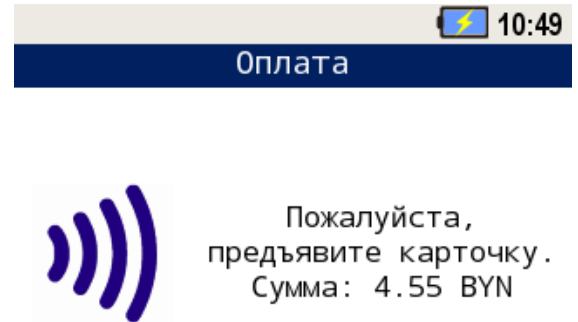 10:49
Оплата
Пожалуйста,
предъявите карточку.
Сумма: 4.55 BYN